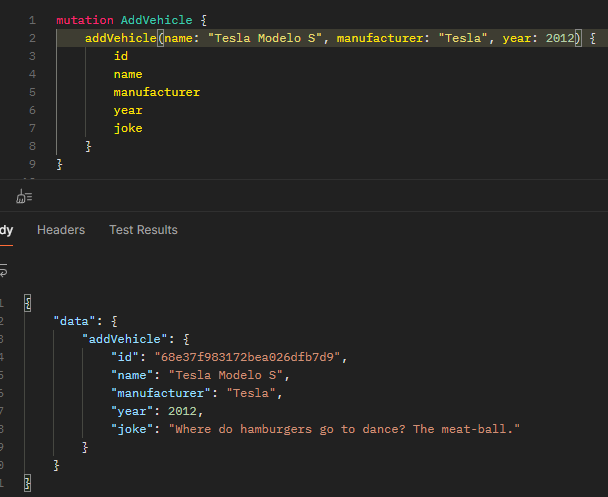 1 mutation AddVehicle {
2 addVehicle(name: "Tesla Modelo S", manufacturer: "Tesla", year: 2012) {
3 id
4 name
5 manufacturer
6 year
7 joke
8 }
9 }
dy Headers Test Results
1 {
2 "data": {
3 "addVehicle": {
4 "id": "68e37f983172bea026dfb7d9",
5 "name": "Tesla Modelo S",
6 "manufacturer": "Tesla",
7 "year": 2012,
8 "joke": "Where do hamburgers go to dance? The meat-ball."
9 }
0 }
1 }